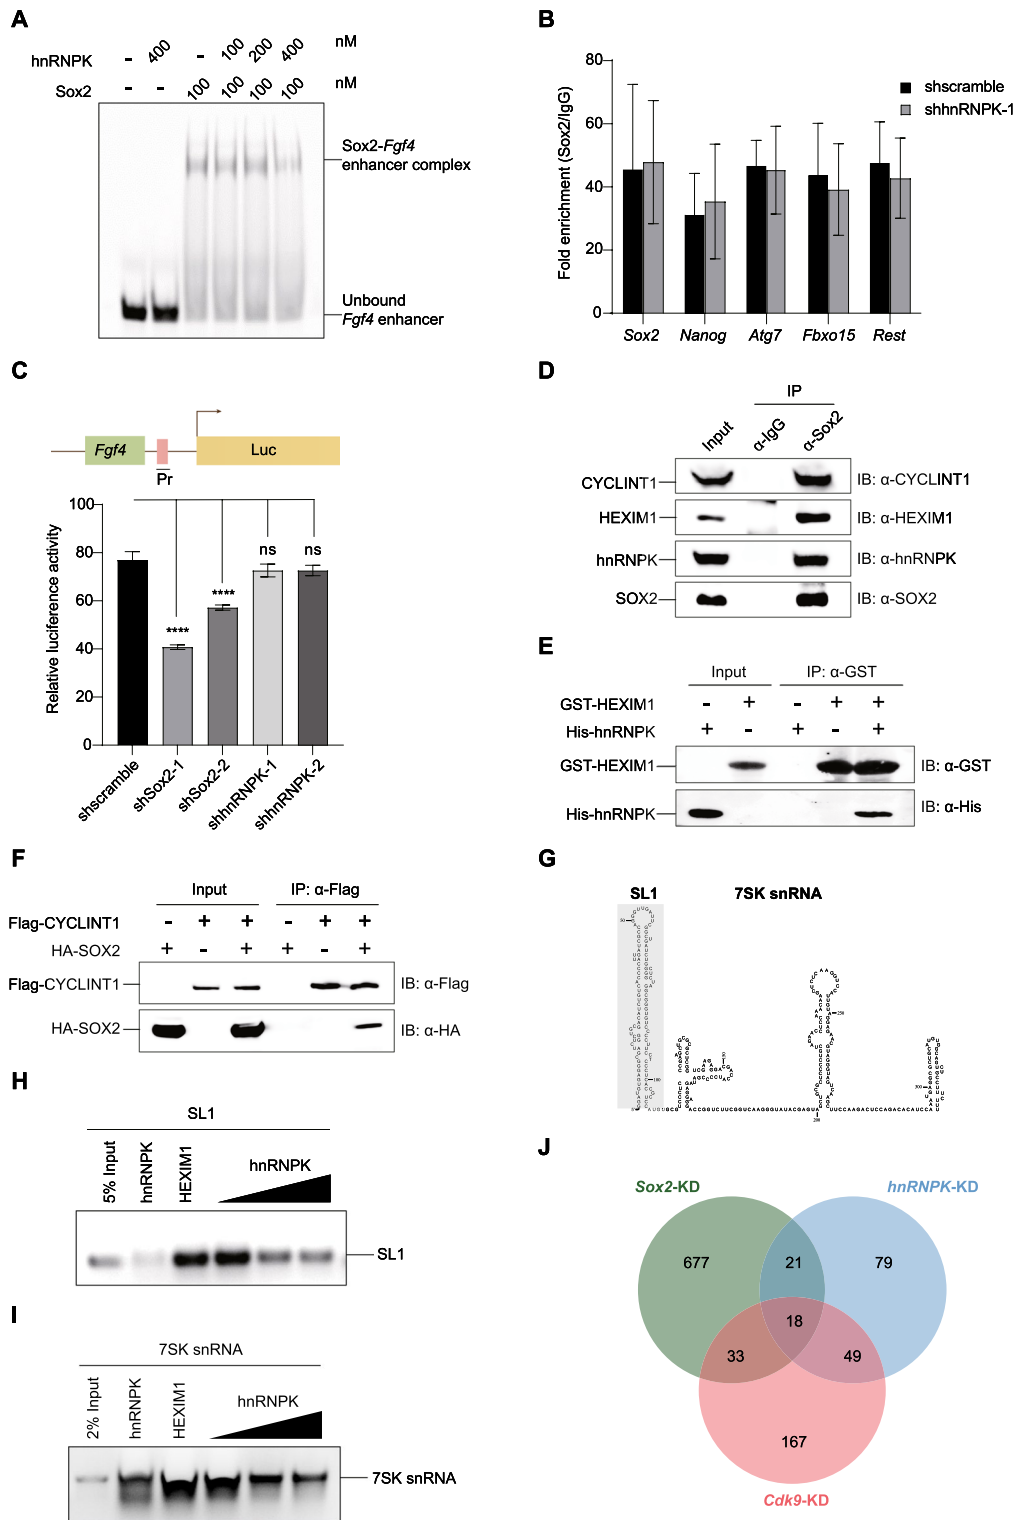 A
hnRNPK - 400 - 100 200 400 nM
Sox2 - - 100 100 100 100 nM
Sox2-Fgf4
enhancer complex
Unbound
Fgf4 enhancer
B
Fold enrichment (Sox2/IgG)
80
60
40
20
0
shscramble
shhnRNPK-1
Sox2 Nanog Atg7 Fbxo15 Rest
C
Fgf4
Luc
Pr
Relative luciference activity
100
80
60
40
20
0
****
****
ns
ns
shscramble
shSox2-1
shSox2-2
shhnRNPK-1
shhnRNPK-2
D
IP
Input
α-IgG
α-Sox2
CYCLINT1 IB: α-CYCLINT1
HEXIM1 IB: α-HEXIM1
hnRNPK IB: α-hnRNPK
SOX2 IB: α-SOX2
E
Input IP: α-GST
GST-HEXIM1 - + - + +
His-hnRNPK + - + - +
GST-HEXIM1 IB: α-GST
His-hnRNPK IB: α-His
F
Input IP: α-Flag
Flag-CYCLINT1 - + + - + +
HA-SOX2 + - + + - +
Flag-CYCLINT1 IB: α-Flag
HA-SOX2 IB: α-HA
G
SL1 7SK snRNA
50
100
200
250
300
H
SL1
5% Input
hnRNPK
HEXIM1
hnRNPK
SL1
I
7SK snRNA
2% Input
hnRNPK
HEXIM1
hnRNPK
7SK snRNA
J
Sox2-KD
hnRNPK-KD
677
21
79
18
33
49
167
Cdk9-KD